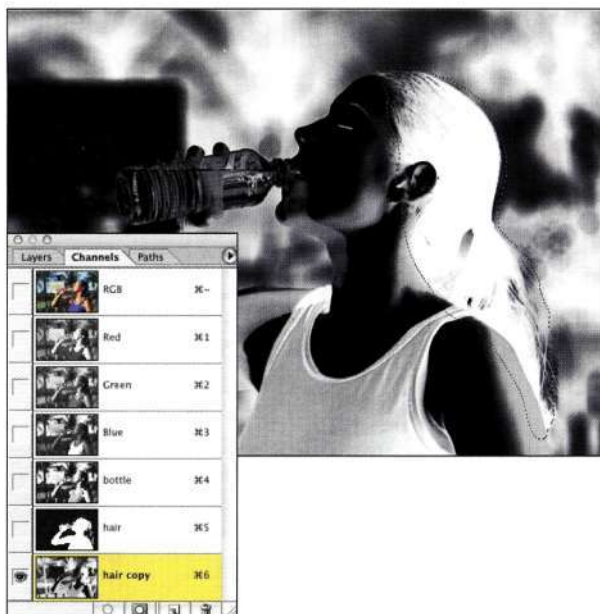 Layers Channels Paths
RGB ⌘~
Red ⌘1
Green ⌘2
Blue ⌘3
bottle ⌘4
hair ⌘5
hair copy ⌘6